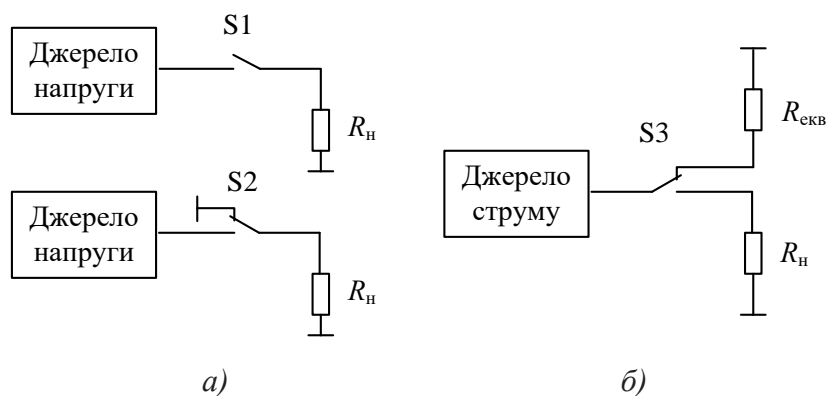 S1
Джерело
напруги
Rн
S2
Джерело
напруги
Rн
а)
Rекв
S3
Джерело
струму
Rн
б)